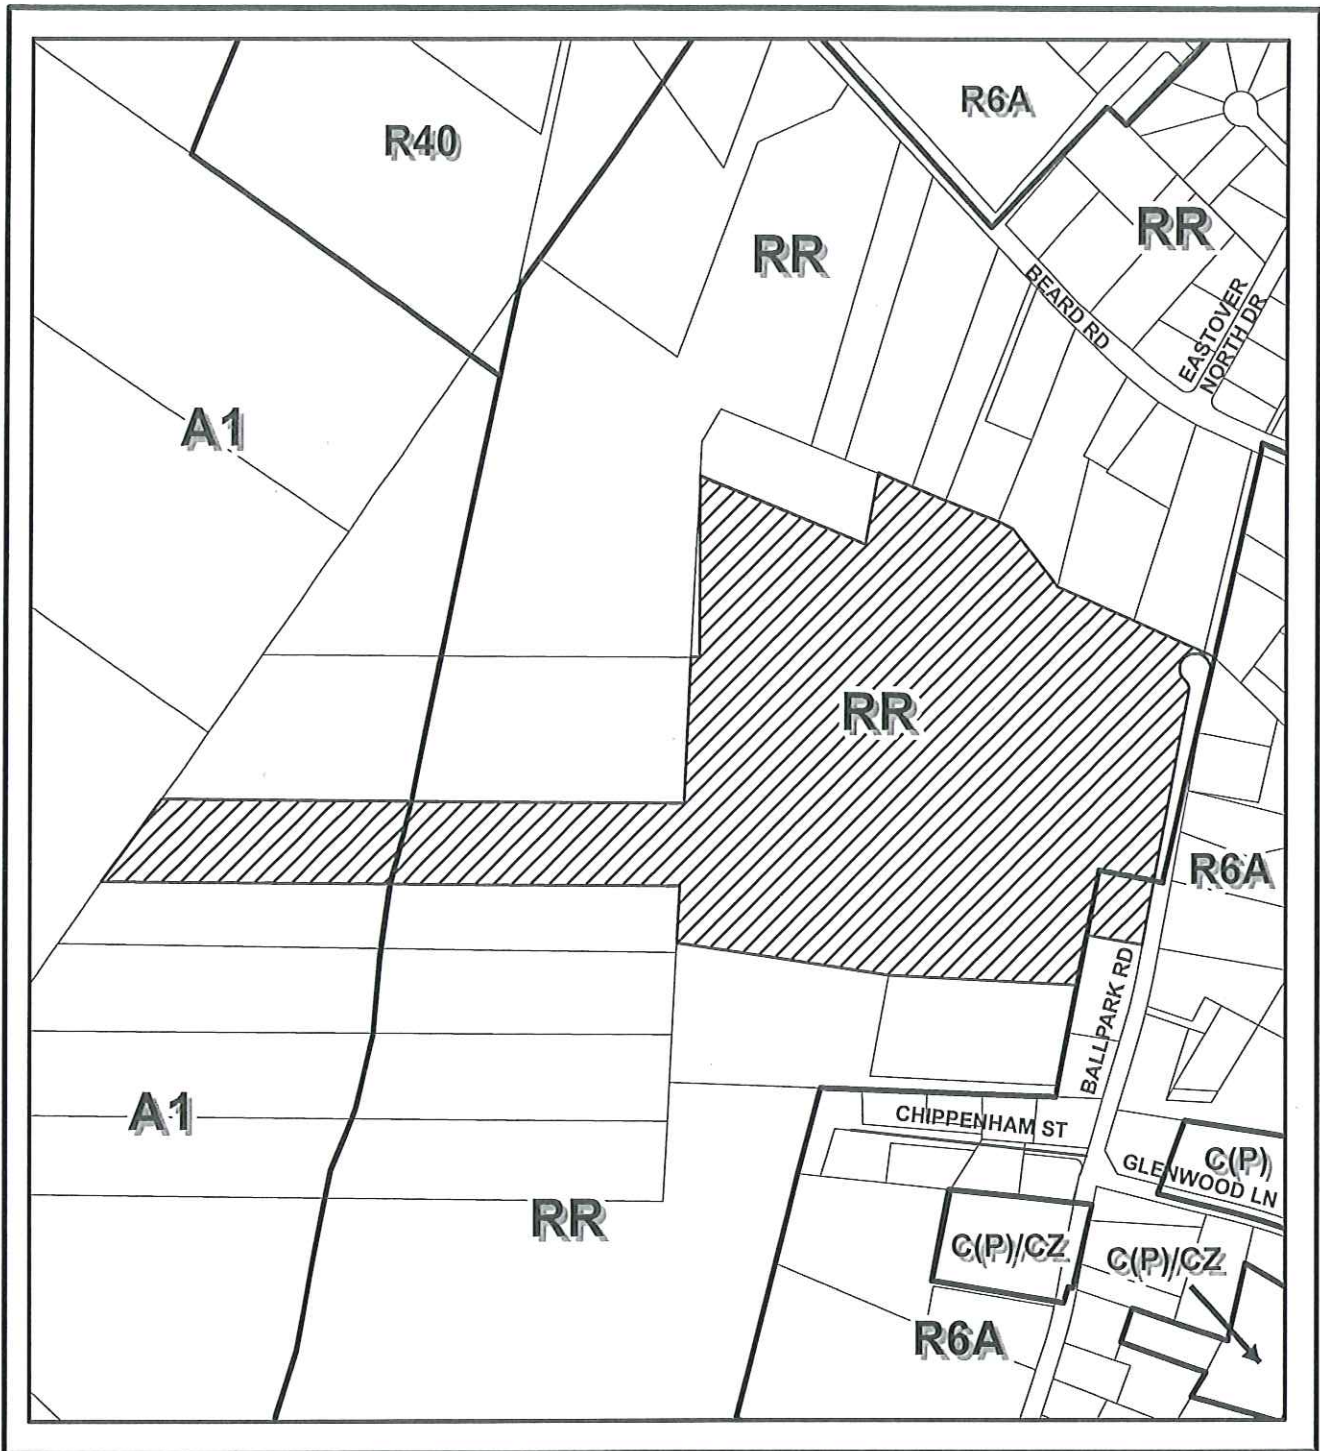 R6A
R40
RR
RR
BEARD RD
EASTOVER
NORTH DR
A1
RR
R6A
BALLPARK RD
A1
CHIPPENHAM ST
C(P)
GLENWOOD LN
RR
C(P)/CZ
C(P)/CZ
R6A